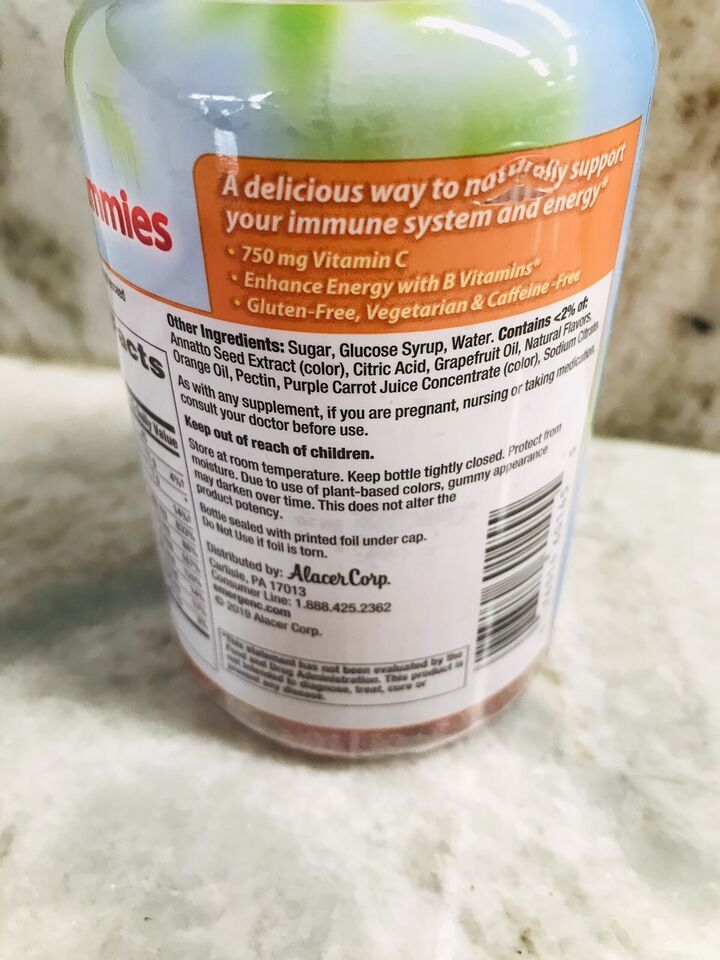 mmies
A delicious way to naturally support
your immune system and energy*
• 750 mg Vitamin C
• Enhance Energy with B Vitamins*
• Gluten-Free, Vegetarian & Caffeine-Free
acts
Value
Other Ingredients: Sugar, Glucose Syrup, Water. Contains <2% of:
Annatto Seed Extract (color), Citric Acid, Grapefruit Oil, Natural Flavors,
Orange Oil, Pectin, Purple Carrot Juice Concentrate (color), Sodium Citrate.
As with any supplement, if you are pregnant, nursing or taking medication,
consult your doctor before use.
Keep out of reach of children.
Store at room temperature. Keep bottle tightly closed. Protect from
moisture. Due to use of plant-based colors, gummy appearance
may darken over time. This does not alter the
product potency.
Bottle sealed with printed foil under cap.
Do Not Use if foil is torn.
Distributed by: Alacer Corp.
Carlisle, PA 17013
Consumer Line: 1.888.425.2362
emergenc.com
© 2019 Alacer Corp.
*This statement has not been evaluated by the
Food and Drug Administration. This product is
not intended to diagnose, treat, cure or
prevent any disease.